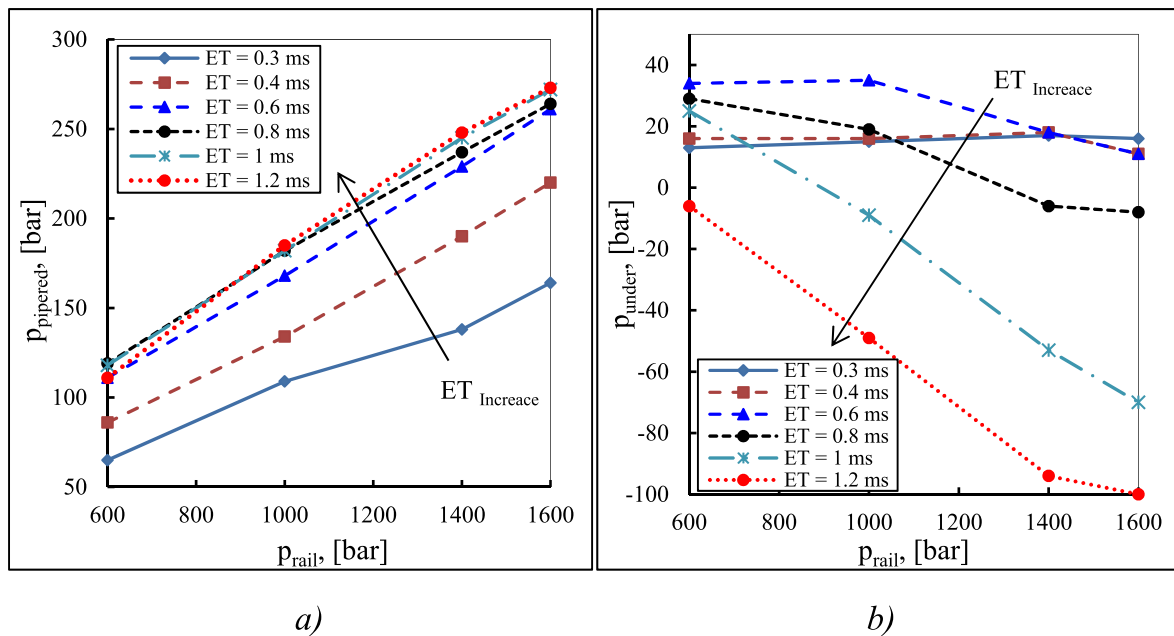 300
250
200
150
100
50
p pipered, [bar]
ET = 0.3 ms
ET = 0.4 ms
ET = 0.6 ms
ET = 0.8 ms
ET = 1 ms
ET = 1.2 ms
ET Increace
600 800 1000 1200 1400 1600
p rail, [bar]
a)
40
20
0
-20
-40
-60
-80
-100
p under, [bar]
ET Increace
ET = 0.3 ms
ET = 0.4 ms
ET = 0.6 ms
ET = 0.8 ms
ET = 1 ms
ET = 1.2 ms
600 800 1000 1200 1400 1600
p rail, [bar]
b)